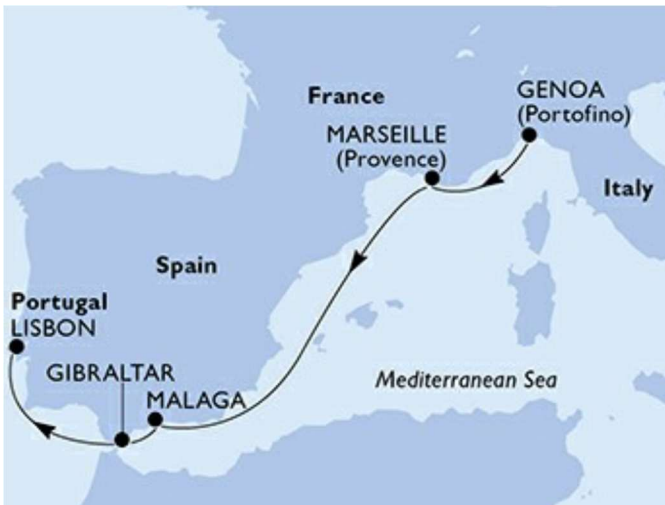 GENOA
(Portofino)
France
MARSEILLE
(Provence)
Italy
Spain
Portugal
LISBON
GIBRALTAR
MALAGA
Mediterranean Sea